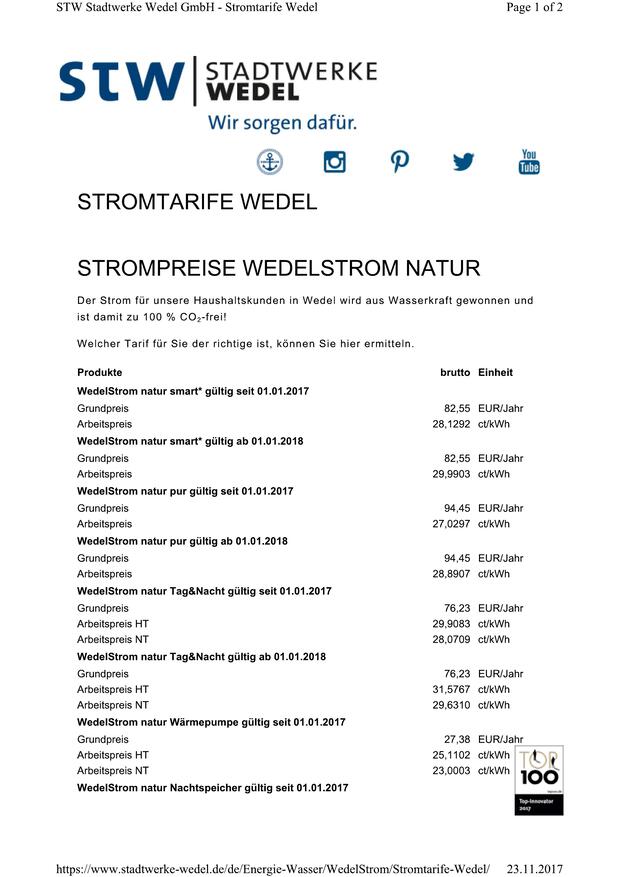 STW Stadtwerke Wedel GmbH - Stromtarife Wedel Page 1 of 2
STW STADTWERKE
WEDEL
Wir sorgen dafür.
You
Tube
STROMTARIFE WEDEL
STROMPREISE WEDELSTROM NATUR
Der Strom für unsere Haushaltskunden in Wedel wird aus Wasserkraft gewonnen und
ist damit zu 100 % CO₂-frei!
Welcher Tarif für Sie der richtige ist, können Sie hier ermitteln.
Produkte brutto Einheit
WedelStrom natur smart* gültig seit 01.01.2017
Grundpreis 82,55 EUR/Jahr
Arbeitspreis 28,1292 ct/kWh
WedelStrom natur smart* gültig ab 01.01.2018
Grundpreis 82,55 EUR/Jahr
Arbeitspreis 29,9903 ct/kWh
WedelStrom natur pur gültig seit 01.01.2017
Grundpreis 94,45 EUR/Jahr
Arbeitspreis 27,0297 ct/kWh
WedelStrom natur pur gültig ab 01.01.2018
Grundpreis 94,45 EUR/Jahr
Arbeitspreis 28,8907 ct/kWh
WedelStrom natur Tag&Nacht gültig seit 01.01.2017
Grundpreis 76,23 EUR/Jahr
Arbeitspreis HT 29,9083 ct/kWh
Arbeitspreis NT 28,0709 ct/kWh
WedelStrom natur Tag&Nacht gültig ab 01.01.2018
Grundpreis 76,23 EUR/Jahr
Arbeitspreis HT 31,5767 ct/kWh
Arbeitspreis NT 29,6310 ct/kWh
WedelStrom natur Wärmepumpe gültig seit 01.01.2017
Grundpreis 27,38 EUR/Jahr
Arbeitspreis HT 25,1102 ct/kWh
Arbeitspreis NT 23,0003 ct/kWh
WedelStrom natur Nachtspeicher gültig seit 01.01.2017
TOP
100
Top-Innovator
2017
https://www.stadtwerke-wedel.de/de/Energie-Wasser/WedelStrom/Stromtarife-Wedel/ 23.11.2017